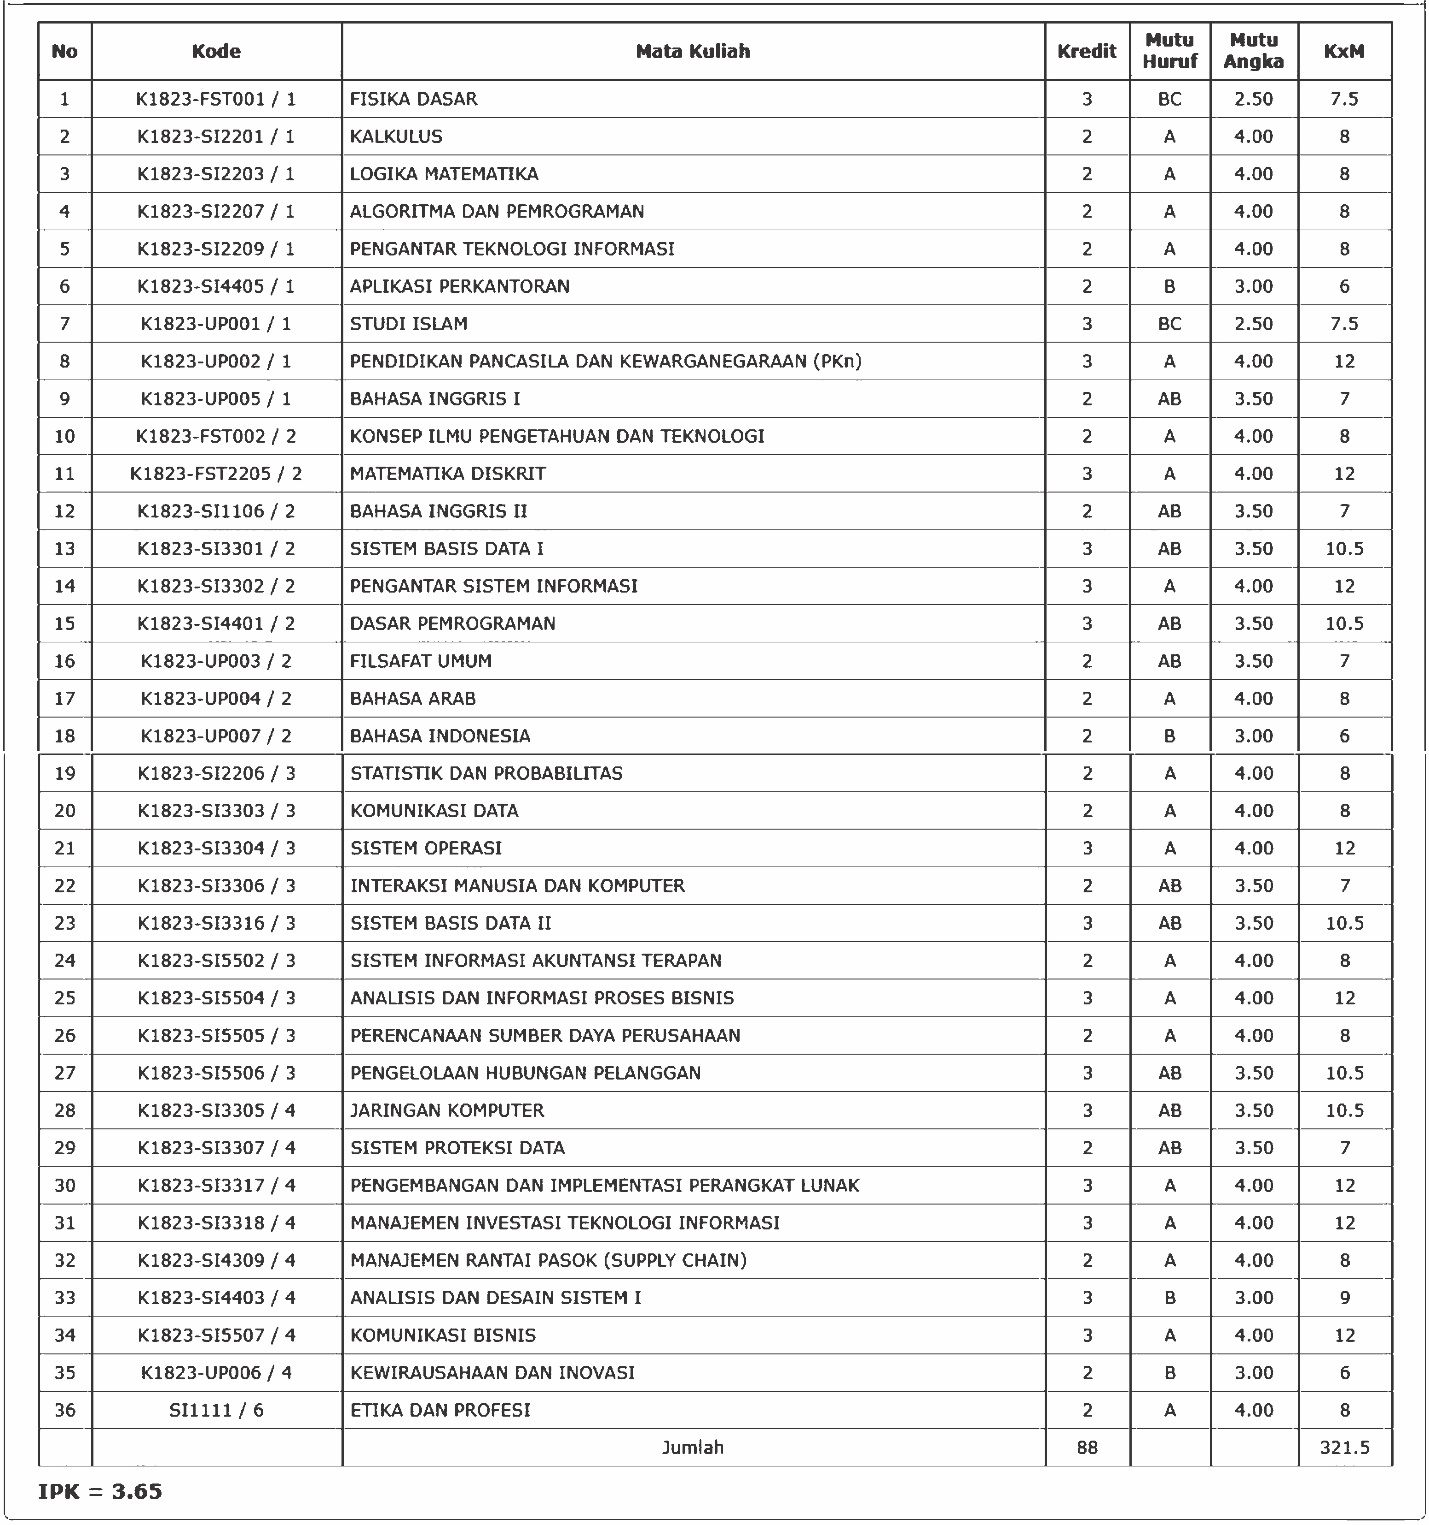 No Kode Mata Kuliah Kredit Mutu Huruf Mutu Angka KxM
1 K1823-FST001 / 1 FISIKA DASAR 3 BC 2.50 7.5
2 K1823-SI2201 / 1 KALKULUS 2 A 4.00 8
3 K1823-SI2203 / 1 LOGIKA MATEMATIKA 2 A 4.00 8
4 K1823-SI2207 / 1 ALGORITMA DAN PEMROGRAMAN 2 A 4.00 8
5 K1823-SI2209 / 1 PENGANTAR TEKNOLOGI INFORMASI 2 A 4.00 8
6 K1823-SI4405 / 1 APLIKASI PERKANTORAN 2 B 3.00 6
7 K1823-UP001 / 1 STUDI ISLAM 3 BC 2.50 7.5
8 K1823-UP002 / 1 PENDIDIKAN PANCASILA DAN KEWARGANEGARAAN (PKn) 3 A 4.00 12
9 K1823-UP005 / 1 BAHASA INGGRIS I 2 AB 3.50 7
10 K1823-FST002 / 2 KONSEP ILMU PENGETAHUAN DAN TEKNOLOGI 2 A 4.00 8
11 K1823-FST2205 / 2 MATEMATIKA DISKRIT 3 A 4.00 12
12 K1823-SI1106 / 2 BAHASA INGGRIS II 2 AB 3.50 7
13 K1823-SI3301 / 2 SISTEM BASIS DATA I 3 AB 3.50 10.5
14 K1823-SI3302 / 2 PENGANTAR SISTEM INFORMASI 3 A 4.00 12
15 K1823-SI4401 / 2 DASAR PEMROGRAMAN 3 AB 3.50 10.5
16 K1823-UP003 / 2 FILSAFAT UMUM 2 AB 3.50 7
17 K1823-UP004 / 2 BAHASA ARAB 2 A 4.00 8
18 K1823-UP007 / 2 BAHASA INDONESIA 2 B 3.00 6
19 K1823-SI2206 / 3 STATISTIK DAN PROBABILITAS 2 A 4.00 8
20 K1823-SI3303 / 3 KOMUNIKASI DATA 2 A 4.00 8
21 K1823-SI3304 / 3 SISTEM OPERASI 3 A 4.00 12
22 K1823-SI3306 / 3 INTERAKSI MANUSIA DAN KOMPUTER 2 AB 3.50 7
23 K1823-SI3316 / 3 SISTEM BASIS DATA II 3 AB 3.50 10.5
24 K1823-SI5502 / 3 SISTEM INFORMASI AKUNTANSI TERAPAN 2 A 4.00 8
25 K1823-SI5504 / 3 ANALISIS DAN INFORMASI PROSES BISNIS 3 A 4.00 12
26 K1823-SI5505 / 3 PERENCANAAN SUMBER DAYA PERUSAHAAN 2 A 4.00 8
27 K1823-SI5506 / 3 PENGELOLAAN HUBUNGAN PELANGGAN 3 AB 3.50 10.5
28 K1823-SI3305 / 4 JARINGAN KOMPUTER 3 AB 3.50 10.5
29 K1823-SI3307 / 4 SISTEM PROTEKSI DATA 2 AB 3.50 7
30 K1823-SI3317 / 4 PENGEMBANGAN DAN IMPLEMENTASI PERANGKAT LUNAK 3 A 4.00 12
31 K1823-SI3318 / 4 MANAJEMEN INVESTASI TEKNOLOGI INFORMASI 3 A 4.00 12
32 K1823-SI4309 / 4 MANAJEMEN RANTAI PASOK (SUPPLY CHAIN) 2 A 4.00 8
33 K1823-SI4403 / 4 ANALISIS DAN DESAIN SISTEM I 3 B 3.00 9
34 K1823-SI5507 / 4 KOMUNIKASI BISNIS 3 A 4.00 12
35 K1823-UP006 / 4 KEWIRAUSAHAAN DAN INOVASI 2 B 3.00 6
36 SI1111 / 6 ETIKA DAN PROFESI 2 A 4.00 8
Jumlah 88 321.5
IPK = 3.65